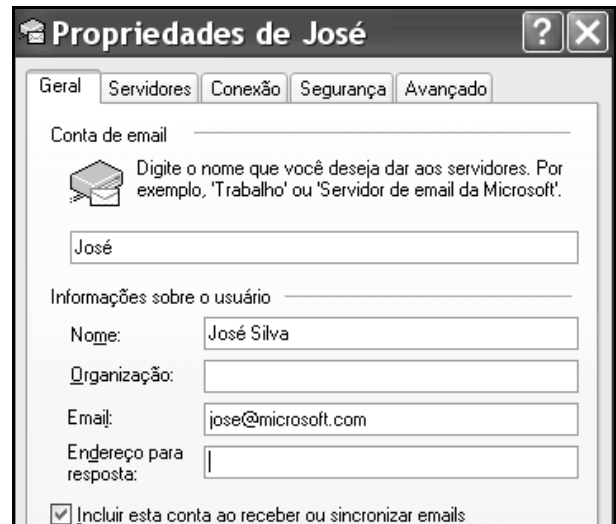 Propriedades de José
Geral Servidores Conexão Segurança Avançado
Conta de email
Digite o nome que você deseja dar aos servidores. Por
exemplo, 'Trabalho' ou 'Servidor de email da Microsoft'.
José
Informações sobre o usuário
Nome: José Silva
Organização:
Email: jose@microsoft.com
Endereço para
resposta:
Incluir esta conta ao receber ou sincronizar emails